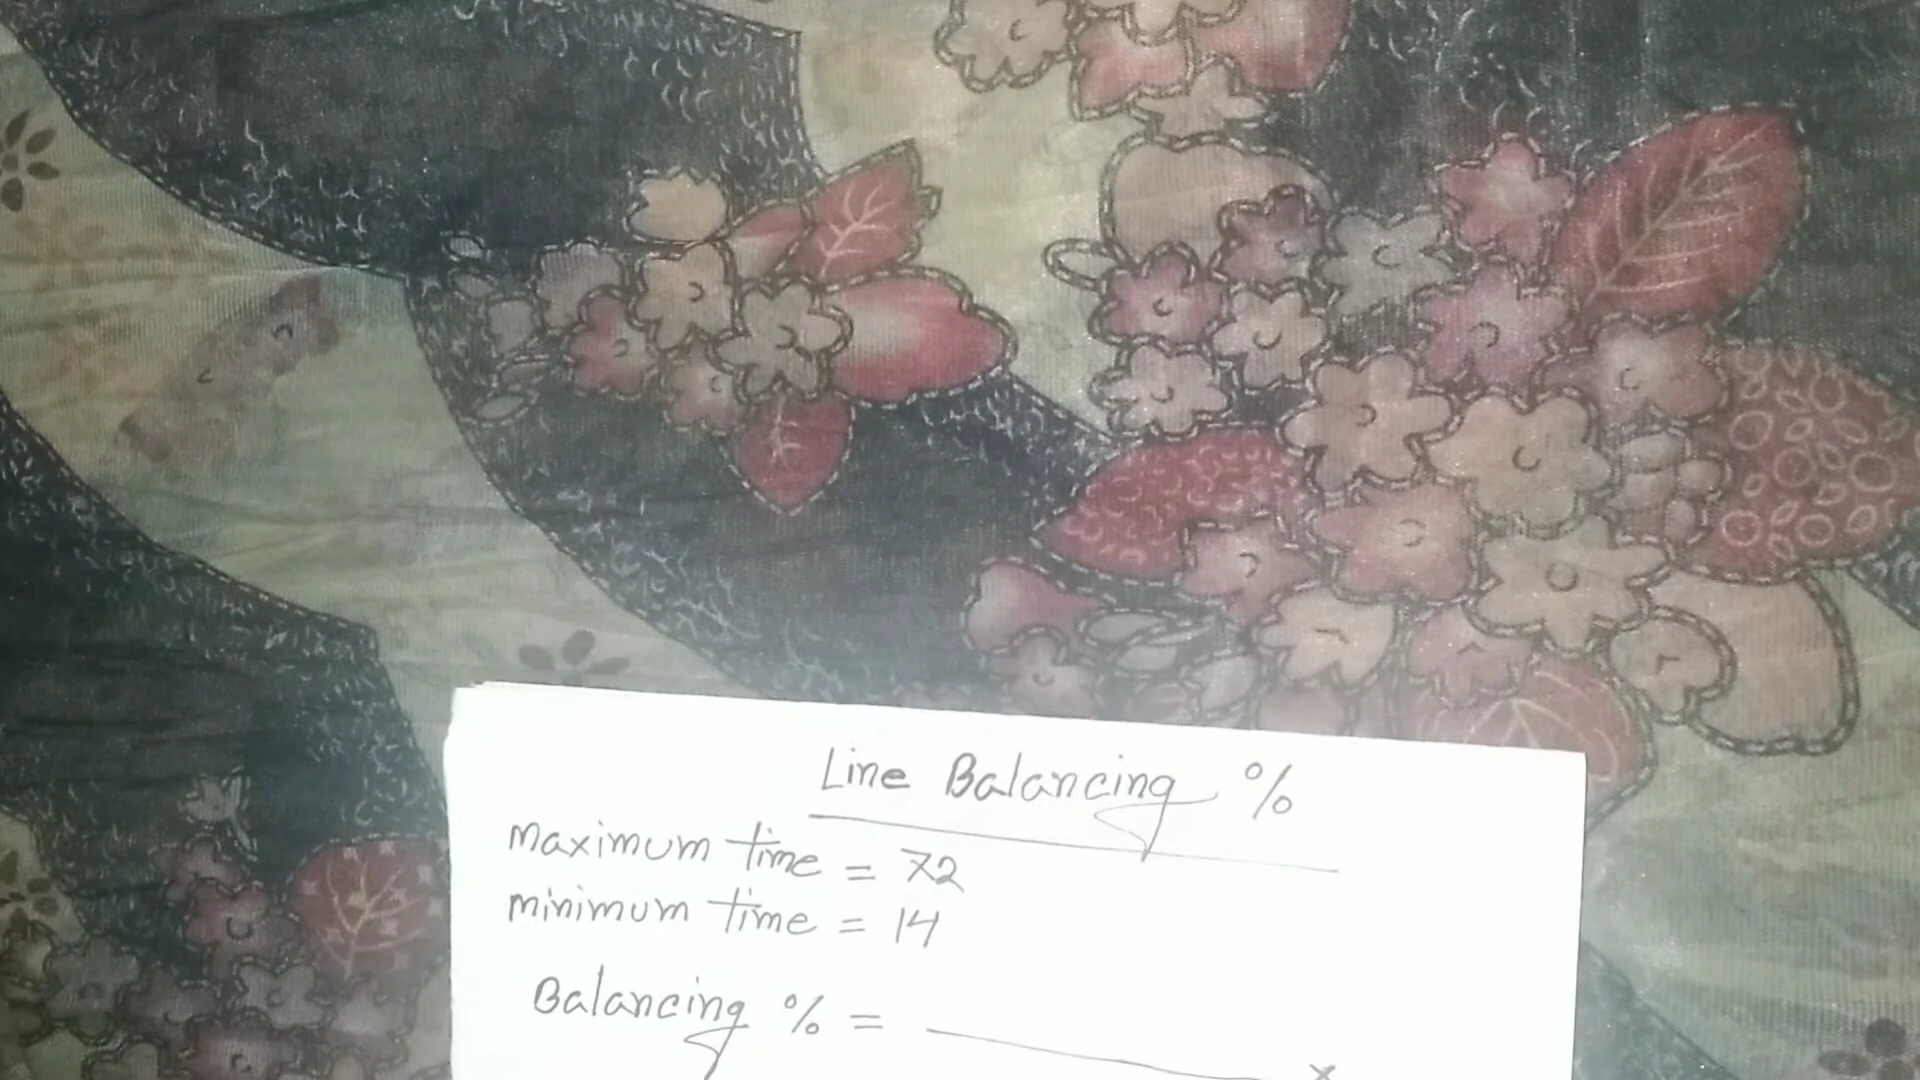 Line Balancing %
maximum time = 72
minimum time = 14
Balancing % =
x